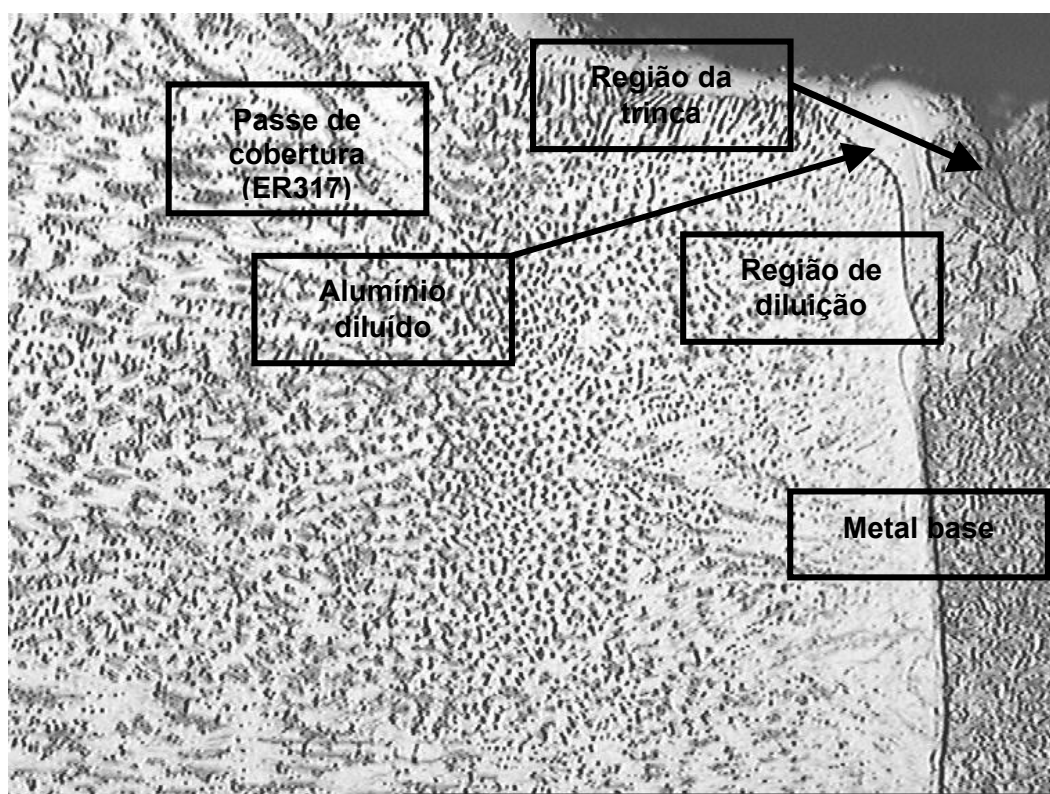 Região da
trinca
Passe de
cobertura
(ER317)
Alumínio
diluído
Região de
diluição
Metal base